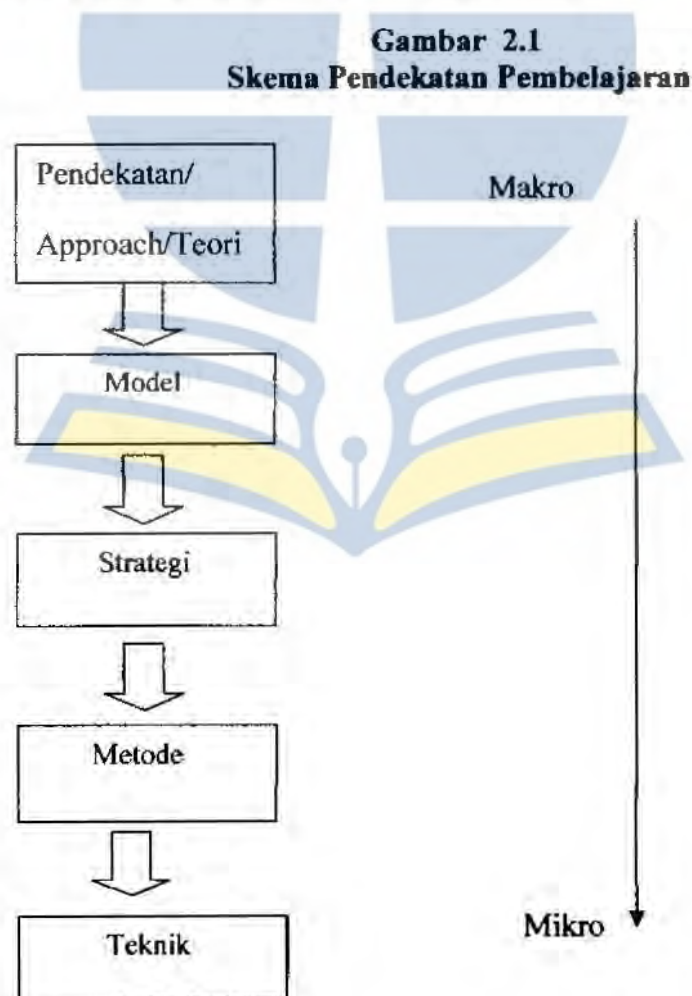 Gambar 2.1
Skema Pendekatan Pembelajaran
Pendekatan/
Approach/Teori
Makro
Model
Strategi
Metode
Teknik
Mikro